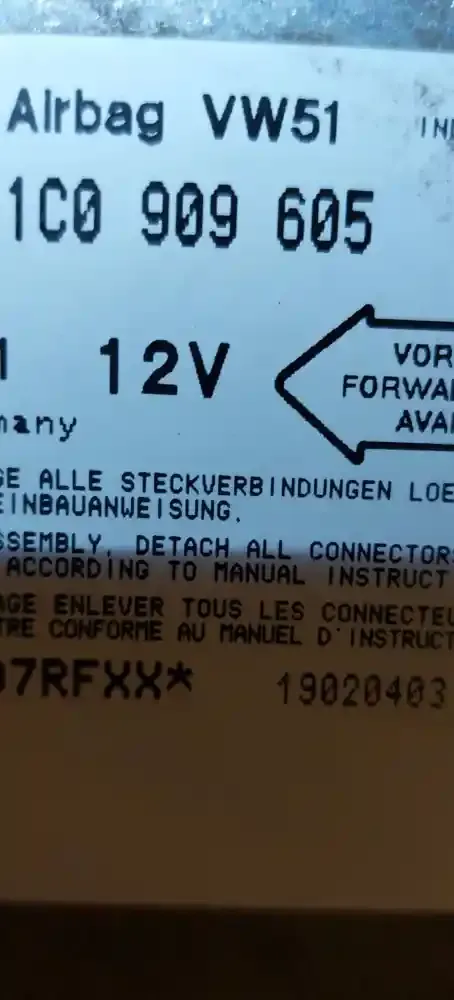 Airbag VW51 IN
1C0 909 605
12V
VOR
FORWA
AVA
many
GE ALLE STECKVERBINDUNGEN LOE
EINBAUANWEISUNG.
SSEMBLY, DETACH ALL CONNECTOR
ACCORDING TO MANUAL INSTRUCT
AGE ENLEVER TOUS LES CONNECTEU
TRE CONFORME AU MANUEL D'INSTRUCT
7RFXX* 19020403